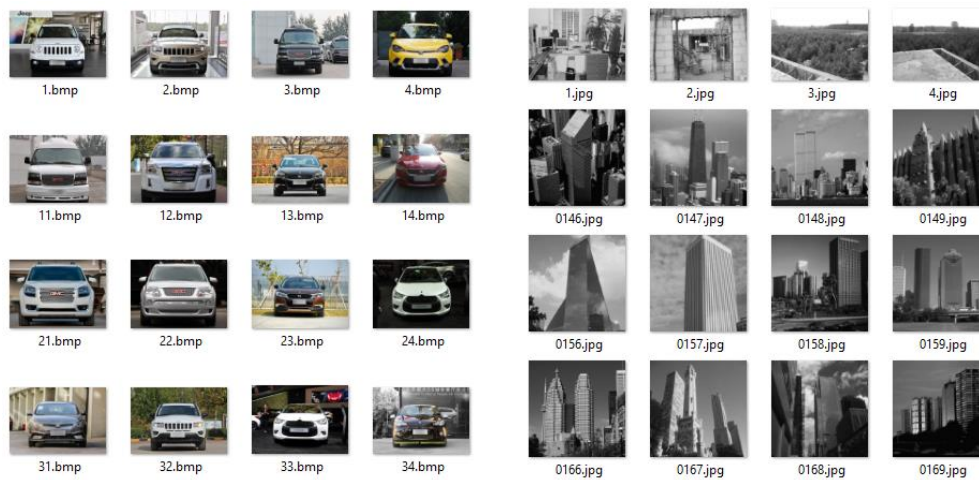 1.bmp 2.bmp 3.bmp 4.bmp 1.jpg 2.jpg 3.jpg 4.jpg
11.bmp 12.bmp 13.bmp 14.bmp 0146.jpg 0147.jpg 0148.jpg 0149.jpg
21.bmp 22.bmp 23.bmp 24.bmp 0156.jpg 0157.jpg 0158.jpg 0159.jpg
31.bmp 32.bmp 33.bmp 34.bmp 0166.jpg 0167.jpg 0168.jpg 0169.jpg